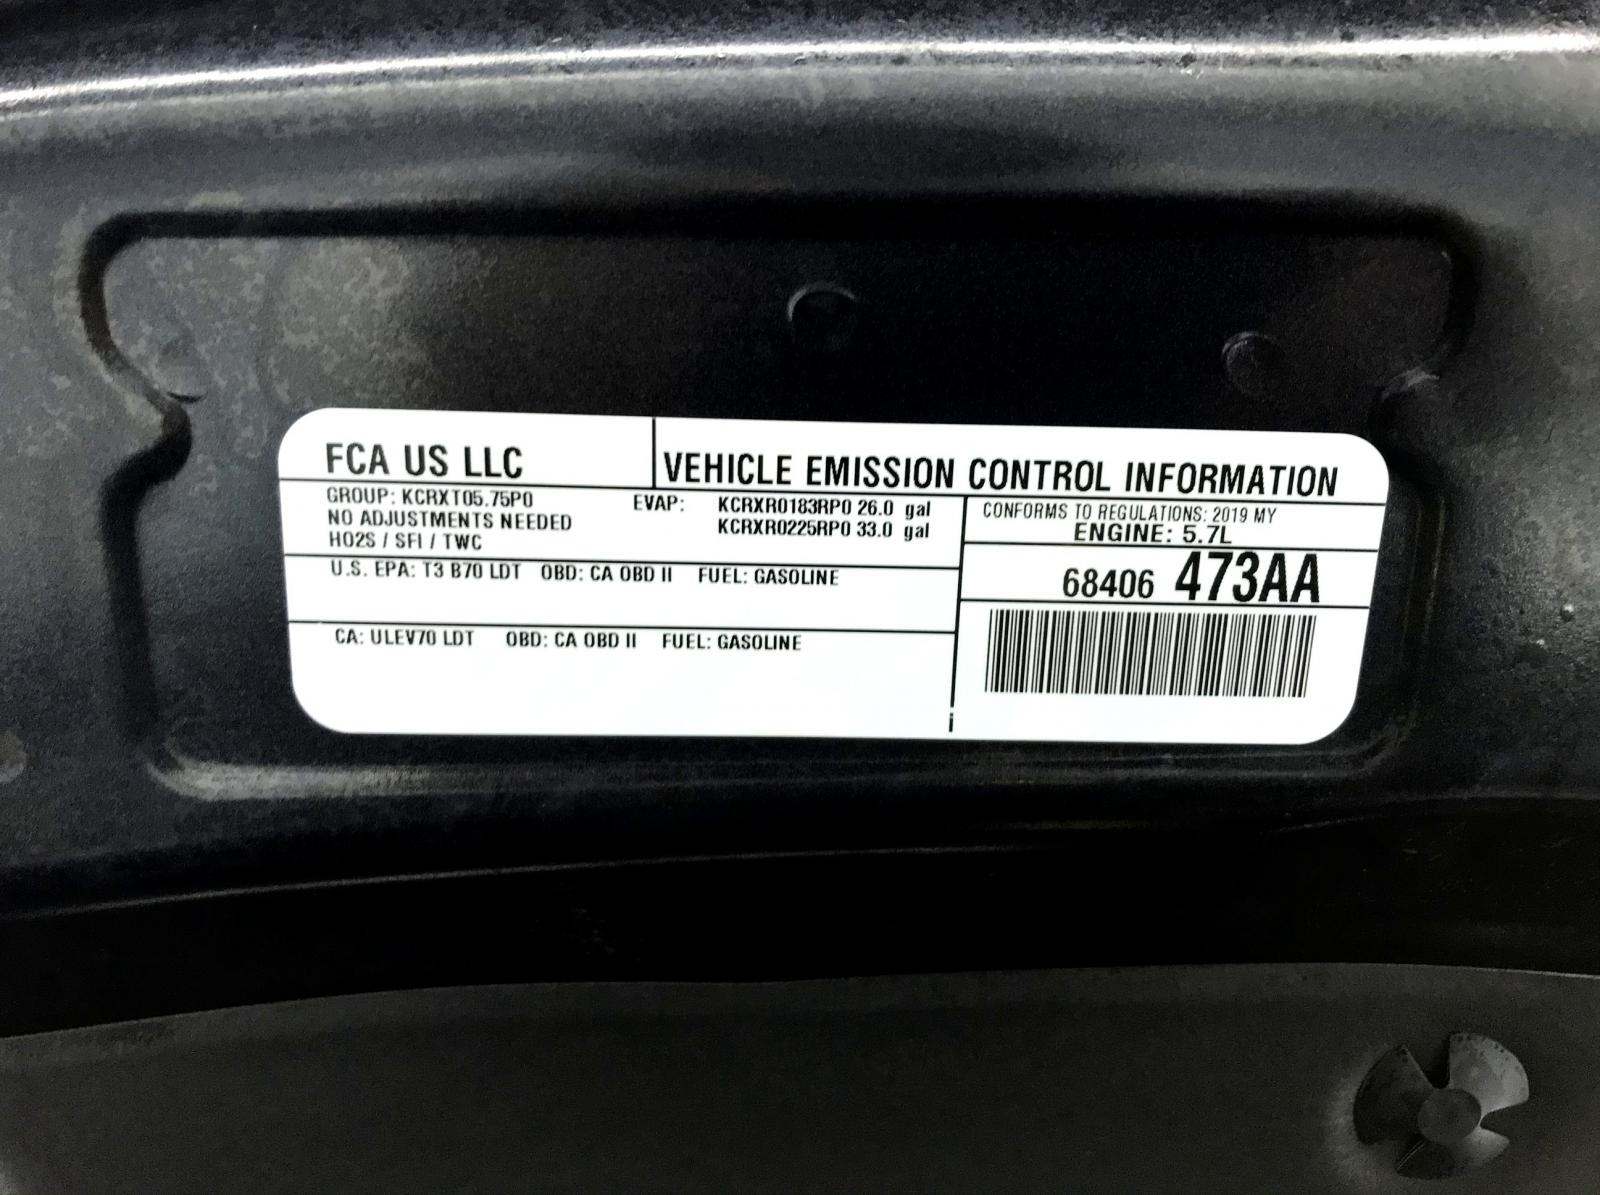 FCA US LLC
VEHICLE EMISSION CONTROL INFORMATION
GROUP: KCRXT05.75P0
NO ADJUSTMENTS NEEDED
HO2S / SFI / TWC
EVAP: KCRXR0183RP0 26.0 gal
KCRXR0225RP0 33.0 gal
CONFORMS TO REGULATIONS: 2019 MY
ENGINE: 5.7L
U.S. EPA: T3 B70 LDT OBD: CA OBD II FUEL: GASOLINE
68406 473AA
CA: ULEV70 LDT OBD: CA OBD II FUEL: GASOLINE
i